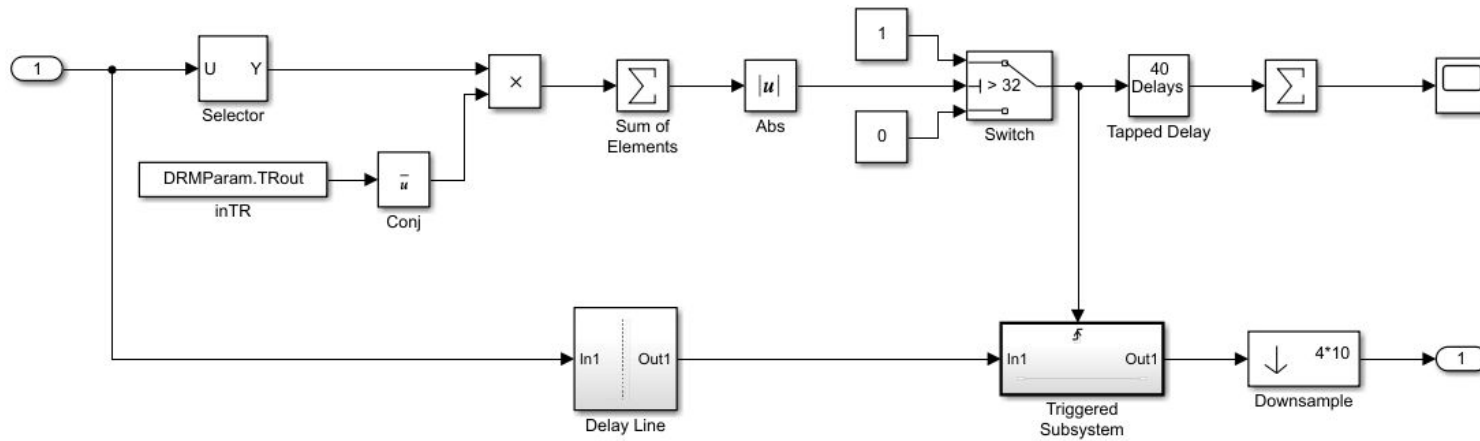 1
1
U Y
Selector
×
∑
Sum of
Elements
|u|
Abs
> 32
Switch
0
40
Delays
Tapped Delay
∑
DRMParam.TRout
inTR
u̅
Conj
In1 Out1
Delay Line
In1 Out1
Triggered
Subsystem
4*10
Downsample
1